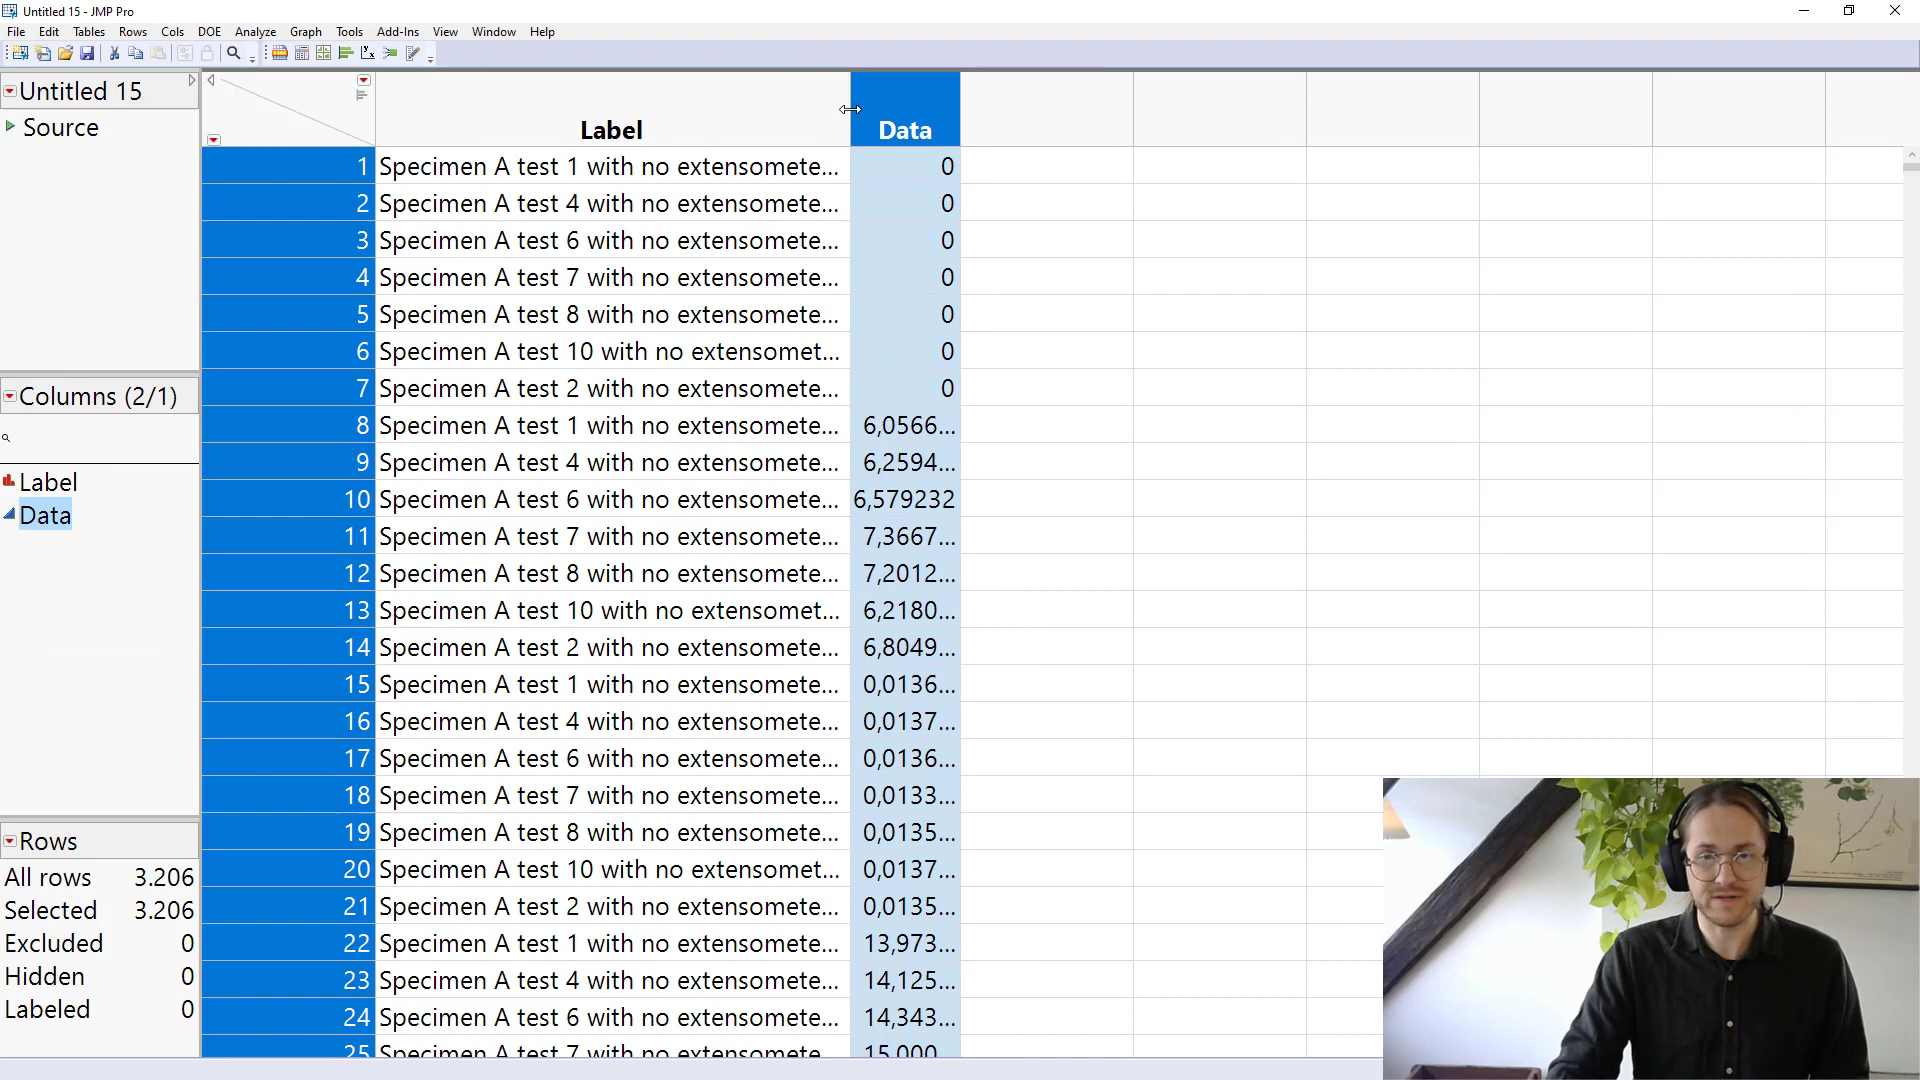 Untitled 15 - JMP Pro
File Edit Tables Rows Cols DOE Analyze Graph Tools Add-Ins View Window Help
Untitled 15
Source
Columns (2/1)
Label
Data
Rows
All rows 3.206
Selected 3.206
Excluded 0
Hidden 0
Labeled 0
Label Data
1 Specimen A test 1 with no extensomete... 0
2 Specimen A test 4 with no extensomete... 0
3 Specimen A test 6 with no extensomete... 0
4 Specimen A test 7 with no extensomete... 0
5 Specimen A test 8 with no extensomete... 0
6 Specimen A test 10 with no extensomet... 0
7 Specimen A test 2 with no extensomete... 0
8 Specimen A test 1 with no extensomete... 6,0566...
9 Specimen A test 4 with no extensomete... 6,2594...
10 Specimen A test 6 with no extensomete... 6,579232
11 Specimen A test 7 with no extensomete... 7,3667...
12 Specimen A test 8 with no extensomete... 7,2012...
13 Specimen A test 10 with no extensomet... 6,2180...
14 Specimen A test 2 with no extensomete... 6,8049...
15 Specimen A test 1 with no extensomete... 0,0136...
16 Specimen A test 4 with no extensomete... 0,0137...
17 Specimen A test 6 with no extensomete... 0,0136...
18 Specimen A test 7 with no extensomete... 0,0133...
19 Specimen A test 8 with no extensomete... 0,0135...
20 Specimen A test 10 with no extensomet... 0,0137...
21 Specimen A test 2 with no extensomete... 0,0135...
22 Specimen A test 1 with no extensomete... 13,973...
23 Specimen A test 4 with no extensomete... 14,125...
24 Specimen A test 6 with no extensomete... 14,343...
25 Specimen A test 7 with no extensomete... 15,000...